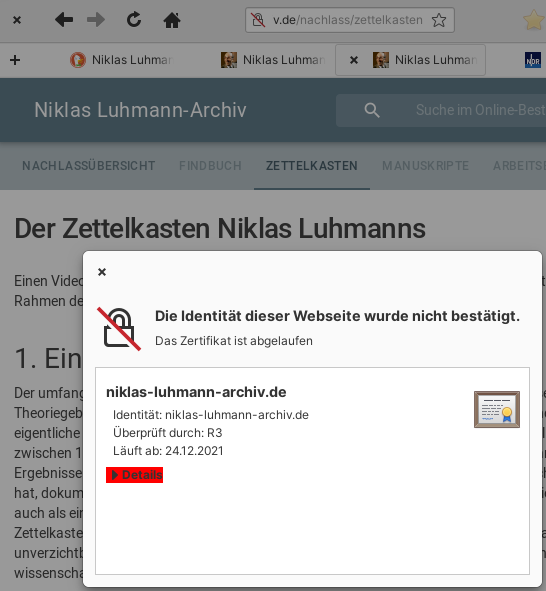 v.de/nachlass/zettelkasten
Niklas Luhman
Niklas Luhman
Niklas Luhman
NDR
Niklas Luhmann-Archiv
Suche im Online-Best
NACHLASSÜBERSICHT FINDBUCH ZETTELKASTEN MANUSKRIPTE ARBEITS
Der Zettelkasten Niklas Luhmanns
Einen Video
Rahmen de
Die Identität dieser Webseite wurde nicht bestätigt.
Das Zertifikat ist abgelaufen
1. Ein
niklas-luhmann-archiv.de
Identität: niklas-luhmann-archiv.de
Überprüft durch: R3
Läuft ab: 24.12.2021
Details
Der umfang
Theoriegeb
eigentliche
zwischen 1
Ergebnisse
hat, dokum
auch als ein
Zettelkaste
unverzichtb
wissenscha